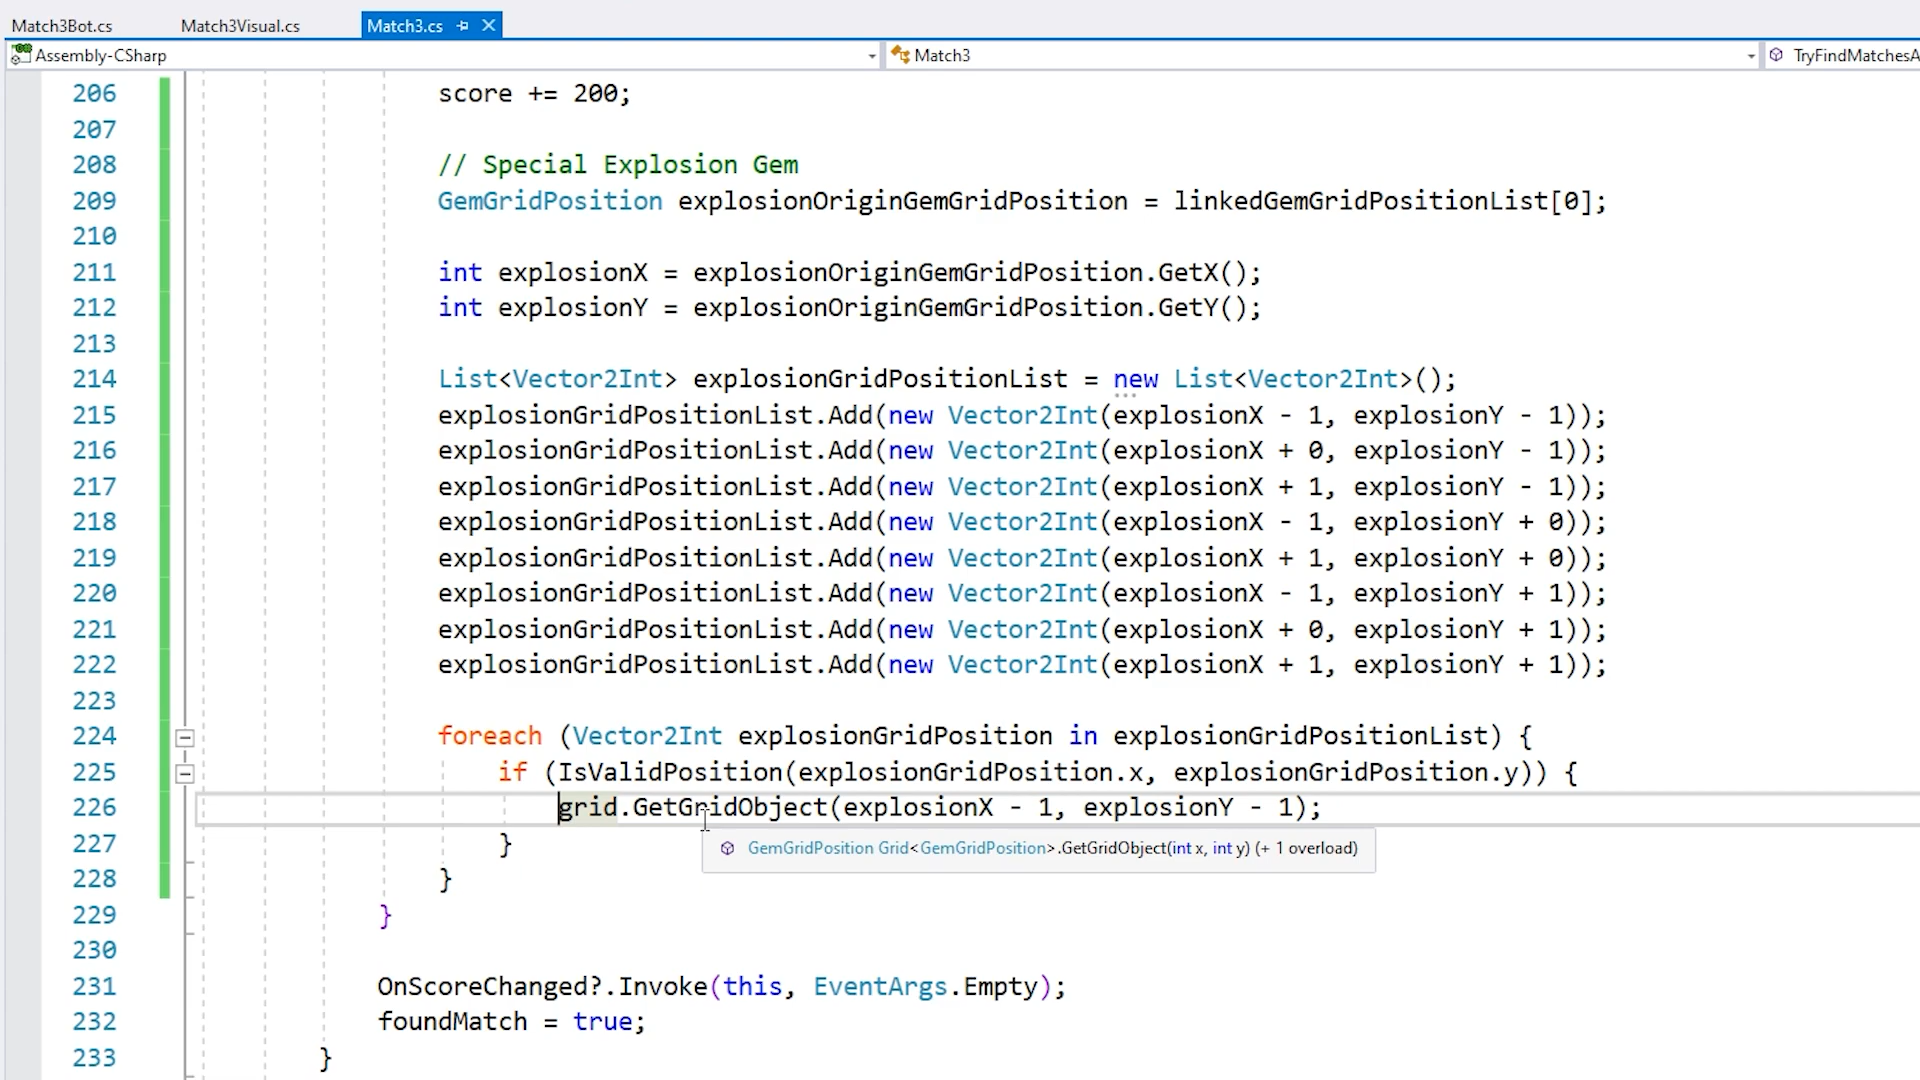 Match3Bot.cs Match3Visual.cs Match3.cs
Assembly-CSharp Match3 TryFindMatchesA
206 score += 200;
207
208 // Special Explosion Gem
209 GemGridPosition explosionOriginGemGridPosition = linkedGemGridPositionList[0];
210
211 int explosionX = explosionOriginGemGridPosition.GetX();
212 int explosionY = explosionOriginGemGridPosition.GetY();
213
214 List<Vector2Int> explosionGridPositionList = new List<Vector2Int>();
215 explosionGridPositionList.Add(new Vector2Int(explosionX - 1, explosionY - 1));
216 explosionGridPositionList.Add(new Vector2Int(explosionX + 0, explosionY - 1));
217 explosionGridPositionList.Add(new Vector2Int(explosionX + 1, explosionY - 1));
218 explosionGridPositionList.Add(new Vector2Int(explosionX - 1, explosionY + 0));
219 explosionGridPositionList.Add(new Vector2Int(explosionX + 1, explosionY + 0));
220 explosionGridPositionList.Add(new Vector2Int(explosionX - 1, explosionY + 1));
221 explosionGridPositionList.Add(new Vector2Int(explosionX + 0, explosionY + 1));
222 explosionGridPositionList.Add(new Vector2Int(explosionX + 1, explosionY + 1));
223
224 foreach (Vector2Int explosionGridPosition in explosionGridPositionList) {
225 if (IsValidPosition(explosionGridPosition.x, explosionGridPosition.y)) {
226 grid.GetGridObject(explosionX - 1, explosionY - 1);
227 }
GemGridPosition Grid<GemGridPosition>.GetGridObject(int x, int y) (+ 1 overload)
228 }
229 }
230
231 OnScoreChanged?.Invoke(this, EventArgs.Empty);
232 foundMatch = true;
233 }